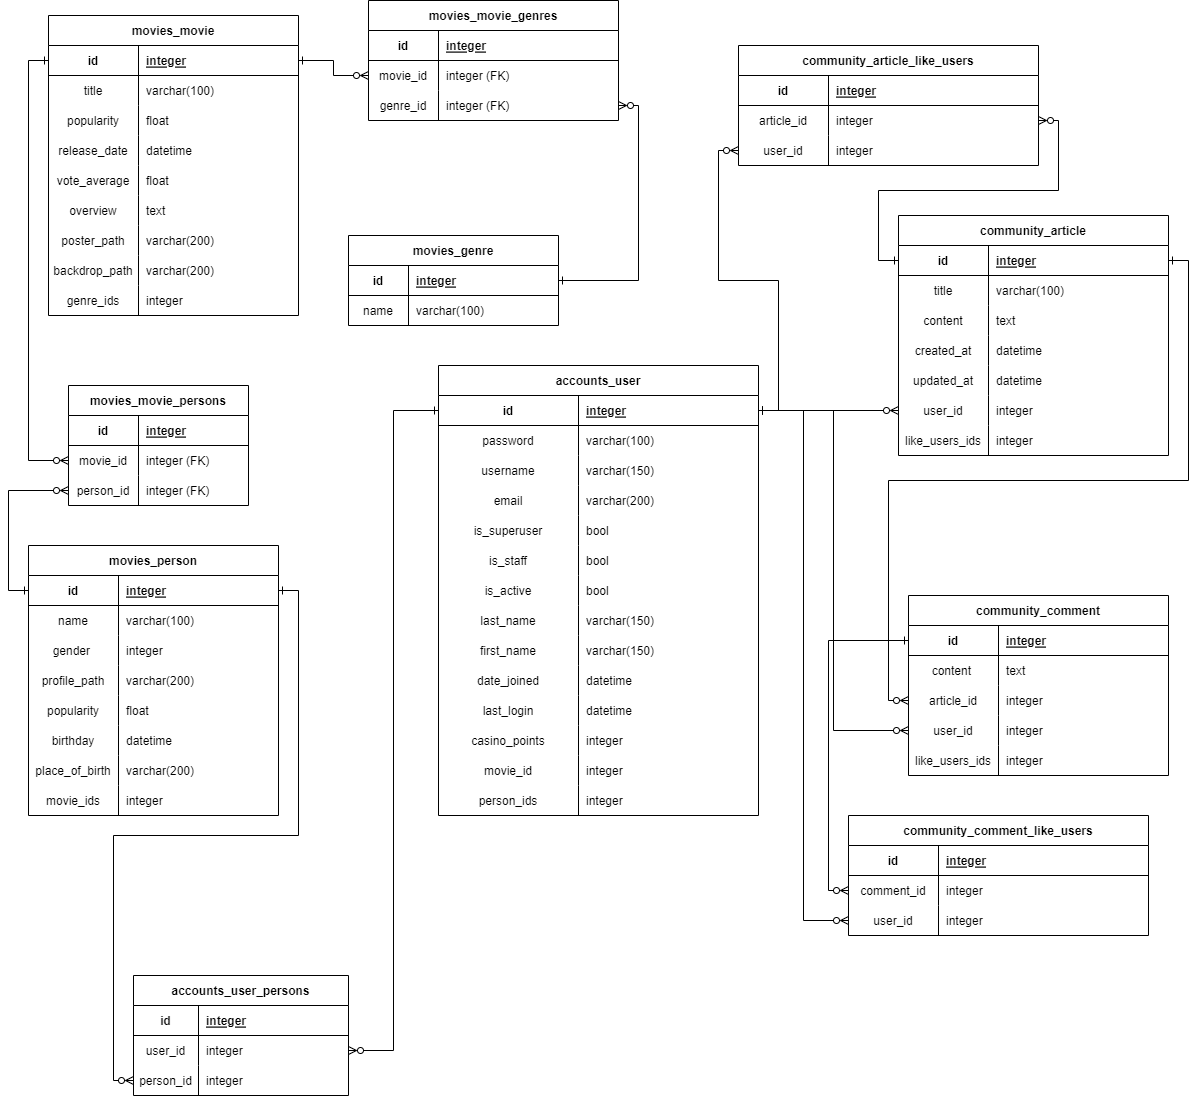 movies_movie
id integer
title varchar(100)
popularity float
release_date datetime
vote_average float
overview text
poster_path varchar(200)
backdrop_path varchar(200)
genre_ids integer
movies_movie_genres
id integer
movie_id integer (FK)
genre_id integer (FK)
movies_genre
id integer
name varchar(100)
community_article_like_users
id integer
article_id integer
user_id integer
community_article
id integer
title varchar(100)
content text
created_at datetime
updated_at datetime
user_id integer
like_users_ids integer
movies_movie_persons
id integer
movie_id integer (FK)
person_id integer (FK)
accounts_user
id integer
password varchar(100)
username varchar(150)
email varchar(200)
is_superuser bool
is_staff bool
is_active bool
last_name varchar(150)
first_name varchar(150)
date_joined datetime
last_login datetime
casino_points integer
movie_id integer
person_ids integer
movies_person
id integer
name varchar(100)
gender integer
profile_path varchar(200)
popularity float
birthday datetime
place_of_birth varchar(200)
movie_ids integer
community_comment
id integer
content text
article_id integer
user_id integer
like_users_ids integer
community_comment_like_users
id integer
comment_id integer
user_id integer
accounts_user_persons
id integer
user_id integer
person_id integer